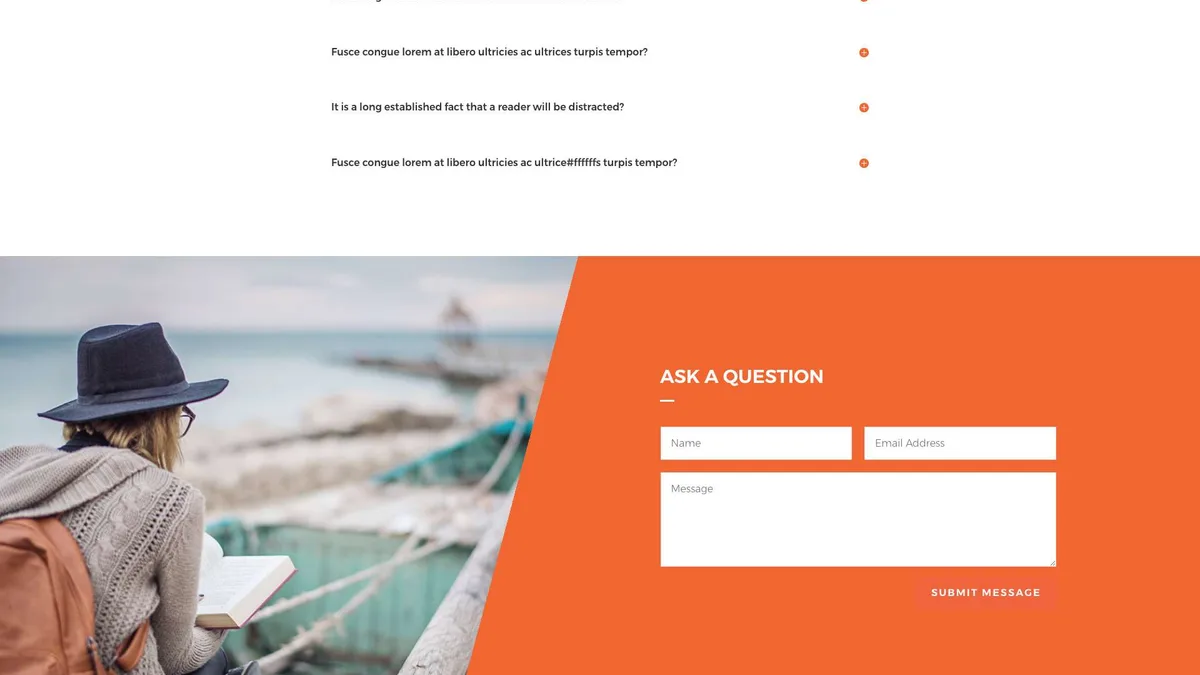 Fusce congue lorem at libero ultricies ac ultrices turpis tempor?
It is a long established fact that a reader will be distracted?
Fusce congue lorem at libero ultricies ac ultrice#ffffffs turpis tempor?
ASK A QUESTION
Name
Email Address
Message
SUBMIT MESSAGE